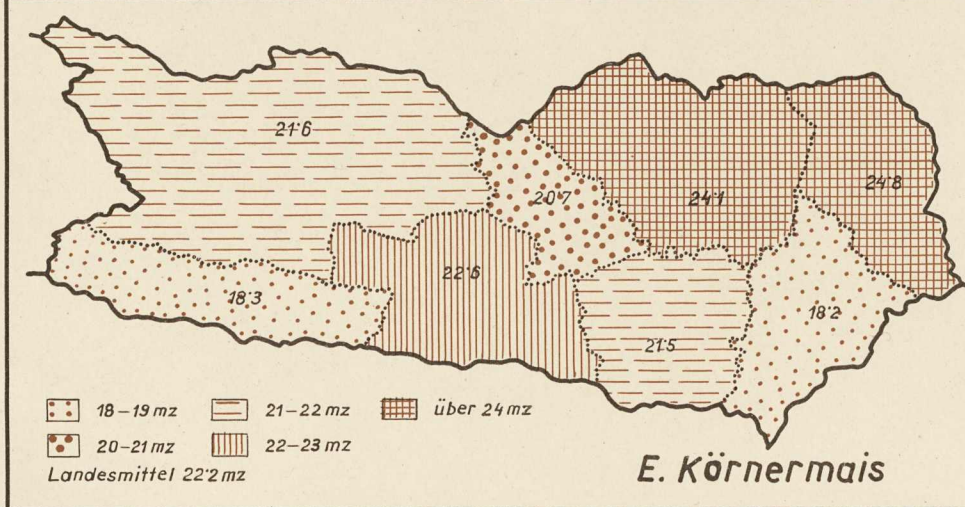 21·6
24·8
20·7
24·1
22·6
18·3
18·2
21·5
18–19 mz
21–22 mz
über 24 mz
20–21 mz
22–23 mz
Landesmittel 22·2 mz
E. Körnermais